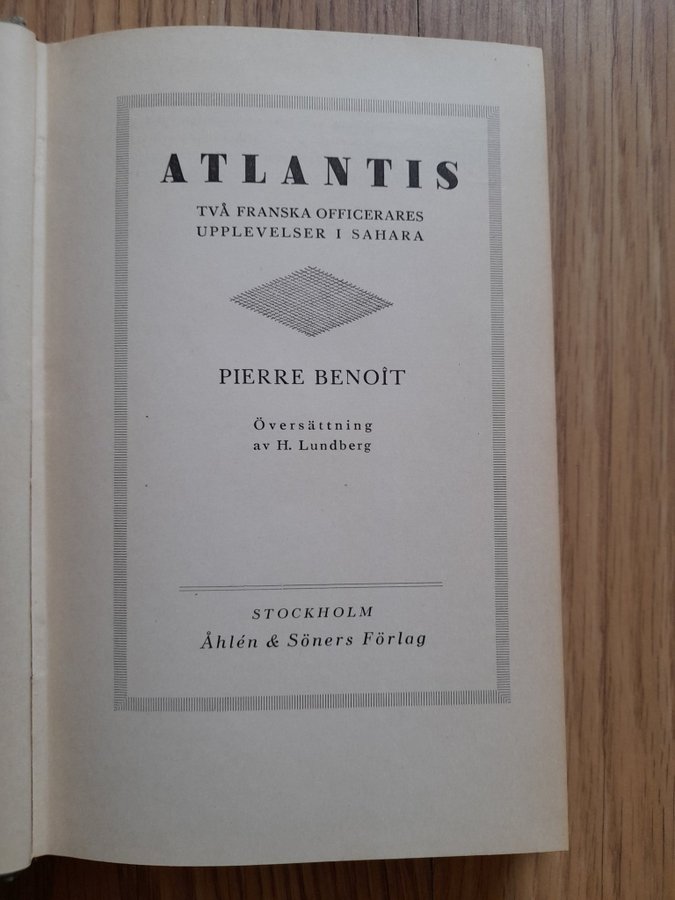 ATLANTIS
TVÅ FRANSKA OFFICERARES
UPPLEVELSER I SAHARA
PIERRE BENOÎT
Översättning
av H. Lundberg
STOCKHOLM
Åhlén & Söners Förlag